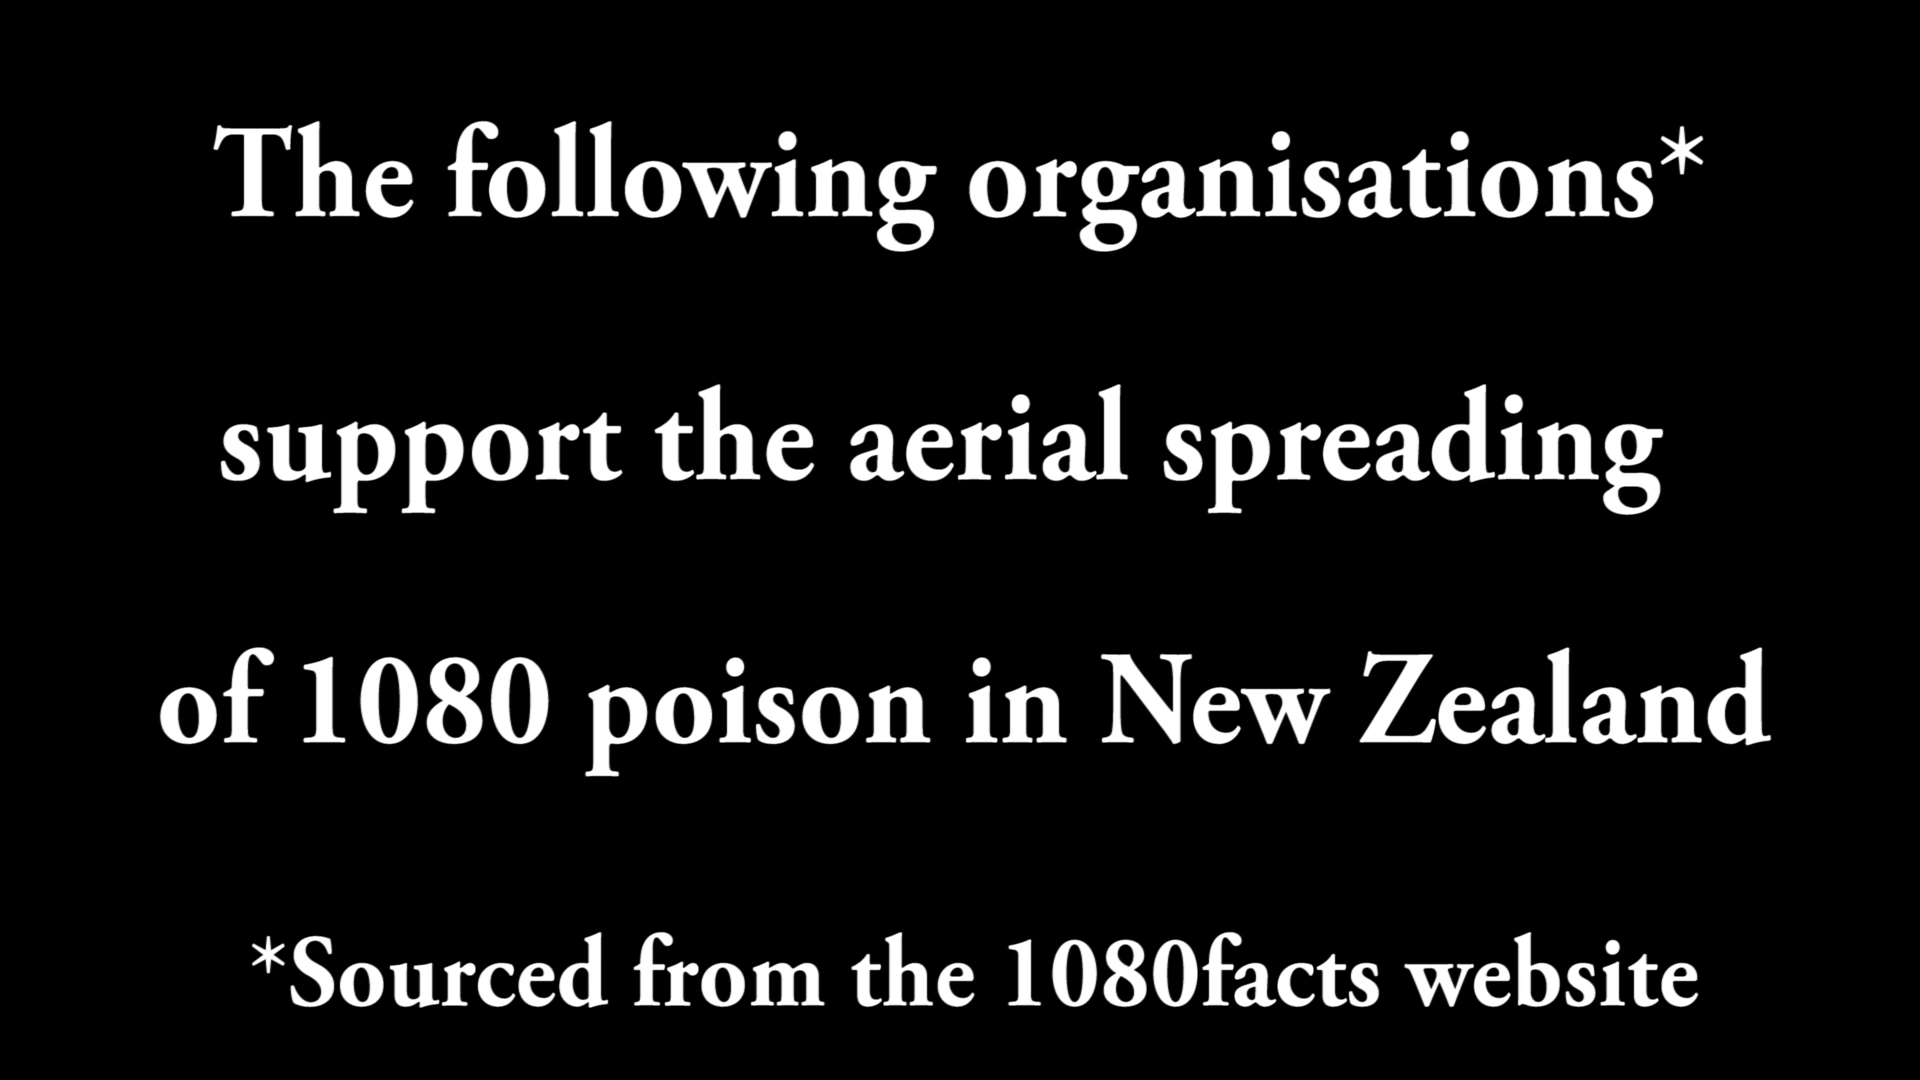 The following organisations*
support the aerial spreading
of 1080 poison in New Zealand
*Sourced from the 1080facts website